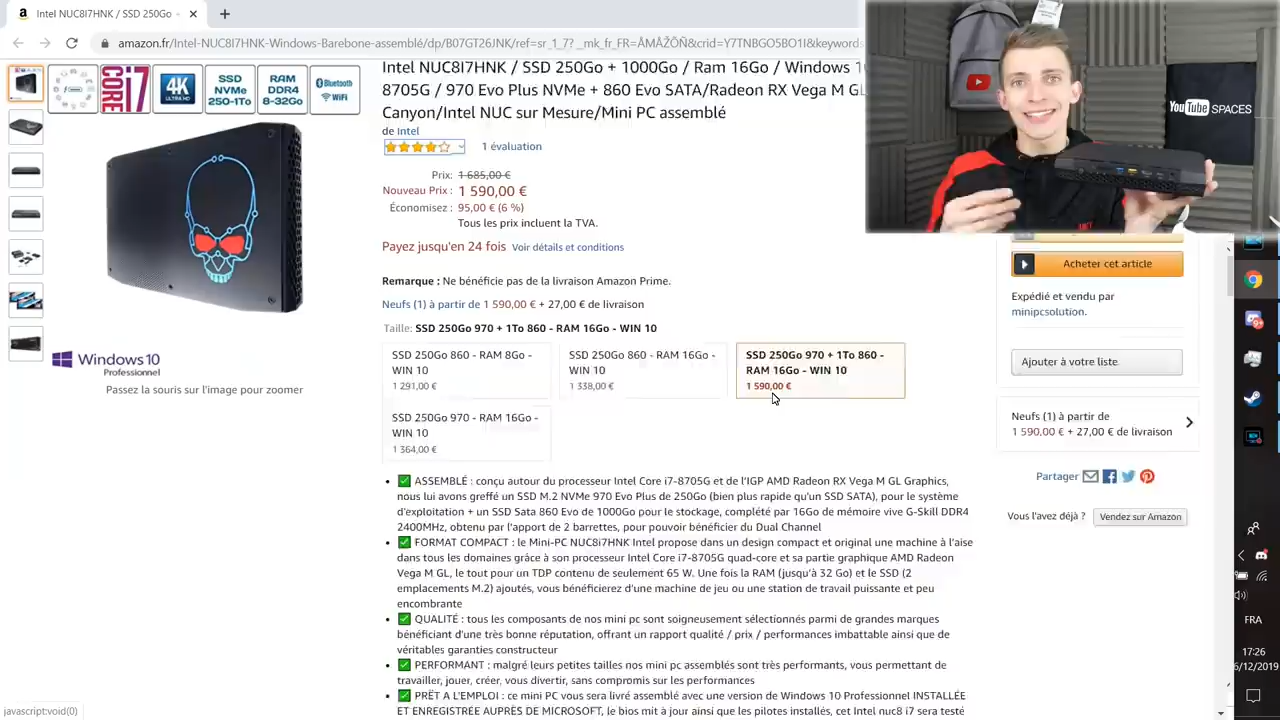 Intel NUC8I7HNK / SSD 250Go
amazon.fr/Intel-NUC8I7HNK-Windows-Barebone-assemblé/dp/B07GT26JNK/ref=sr_1_7?__mk_fr_FR=ÅMÅŽÕÑ&crid=Y7TNBGO5BO1I&keyword
CORE i7
4K
ULTRA HD
SSD
NVMe
250-1To
RAM
DDR4
8-32Go
Bluetooth
WiFi
Intel NUC8I7HNK / SSD 250Go + 1000Go / Ram 16Go / Windows 1
8705G / 970 Evo Plus NVMe + 860 Evo SATA/Radeon RX Vega M GL
Canyon/Intel NUC sur Mesure/Mini PC assemblé
de Intel
1 évaluation
Prix: 1 685,00 €
Nouveau Prix : 1 590,00 €
Économisez : 95,00 € (6 %)
Tous les prix incluent la TVA.
Payez jusqu'en 24 fois Voir détails et conditions
Remarque : Ne bénéficie pas de la livraison Amazon Prime.
Neufs (1) à partir de 1 590,00 € + 27,00 € de livraison
Taille: SSD 250Go 970 + 1To 860 - RAM 16Go - WIN 10
SSD 250Go 860 - RAM 8Go -
WIN 10
1 291,00 €
SSD 250Go 860 - RAM 16Go -
WIN 10
1 338,00 €
SSD 250Go 970 + 1To 860 -
RAM 16Go - WIN 10
1 590,00 €
SSD 250Go 970 - RAM 16Go -
WIN 10
1 364,00 €
Windows 10
Professionnel
Passez la souris sur l'image pour zoomer
ASSEMBLÉ : conçu autour du processeur Intel Core i7-8705G et de l'IGP AMD Radeon RX Vega M GL Graphics,
nous lui avons greffé un SSD M.2 NVMe 970 Evo Plus de 250Go (bien plus rapide qu'un SSD SATA), pour le système
d'exploitation + un SSD Sata 860 Evo de 1000Go pour le stockage, complété par 16Go de mémoire vive G-Skill DDR4
2400MHz, obtenu par l'apport de 2 barrettes, pour pouvoir bénéficier du Dual Channel
FORMAT COMPACT : le Mini-PC NUC8i7HNK Intel propose dans un design compact et original une machine à l'aise
dans tous les domaines grâce à son processeur Intel Core i7-8705G quad-core et sa partie graphique AMD Radeon
Vega M GL, le tout pour un TDP contenu de seulement 65 W. Une fois la RAM (jusqu'à 32 Go) et le SSD (2
emplacements M.2) ajoutés, vous bénéficierez d'une machine de jeu ou une station de travail puissante et peu
encombrante
QUALITÉ : tous les composants de nos mini pc sont soigneusement sélectionnés parmi de grandes marques
bénéficiant d'une très bonne réputation, offrant un rapport qualité / prix / performances imbattable ainsi que de
véritables garanties constructeur
PERFORMANT : malgré leurs petites tailles nos mini pc assemblés sont très performants, vous permettant de
travailler, jouer, créer, vous divertir, sans compromis sur les performances
PRËT A L'EMPLOI : ce mini PC vous sera livré assemblé avec une version de Windows 10 Professionnel INSTALLÉE
ET ENREGISTRÉE AUPRÈS DE MICROSOFT, le bios mit à jour ainsi que les pilotes installés, cet Intel nuc8 i7 sera testé
YouTube SPACES
Acheter cet article
Expédié et vendu par
minipcsolution.
Ajouter à votre liste
Neufs (1) à partir de
1 590,00 € + 27,00 € de livraison
Partager
Vous l'avez déjà ?
Vendez sur Amazon
FRA
17:26
6/12/2019
javascript:void(0)